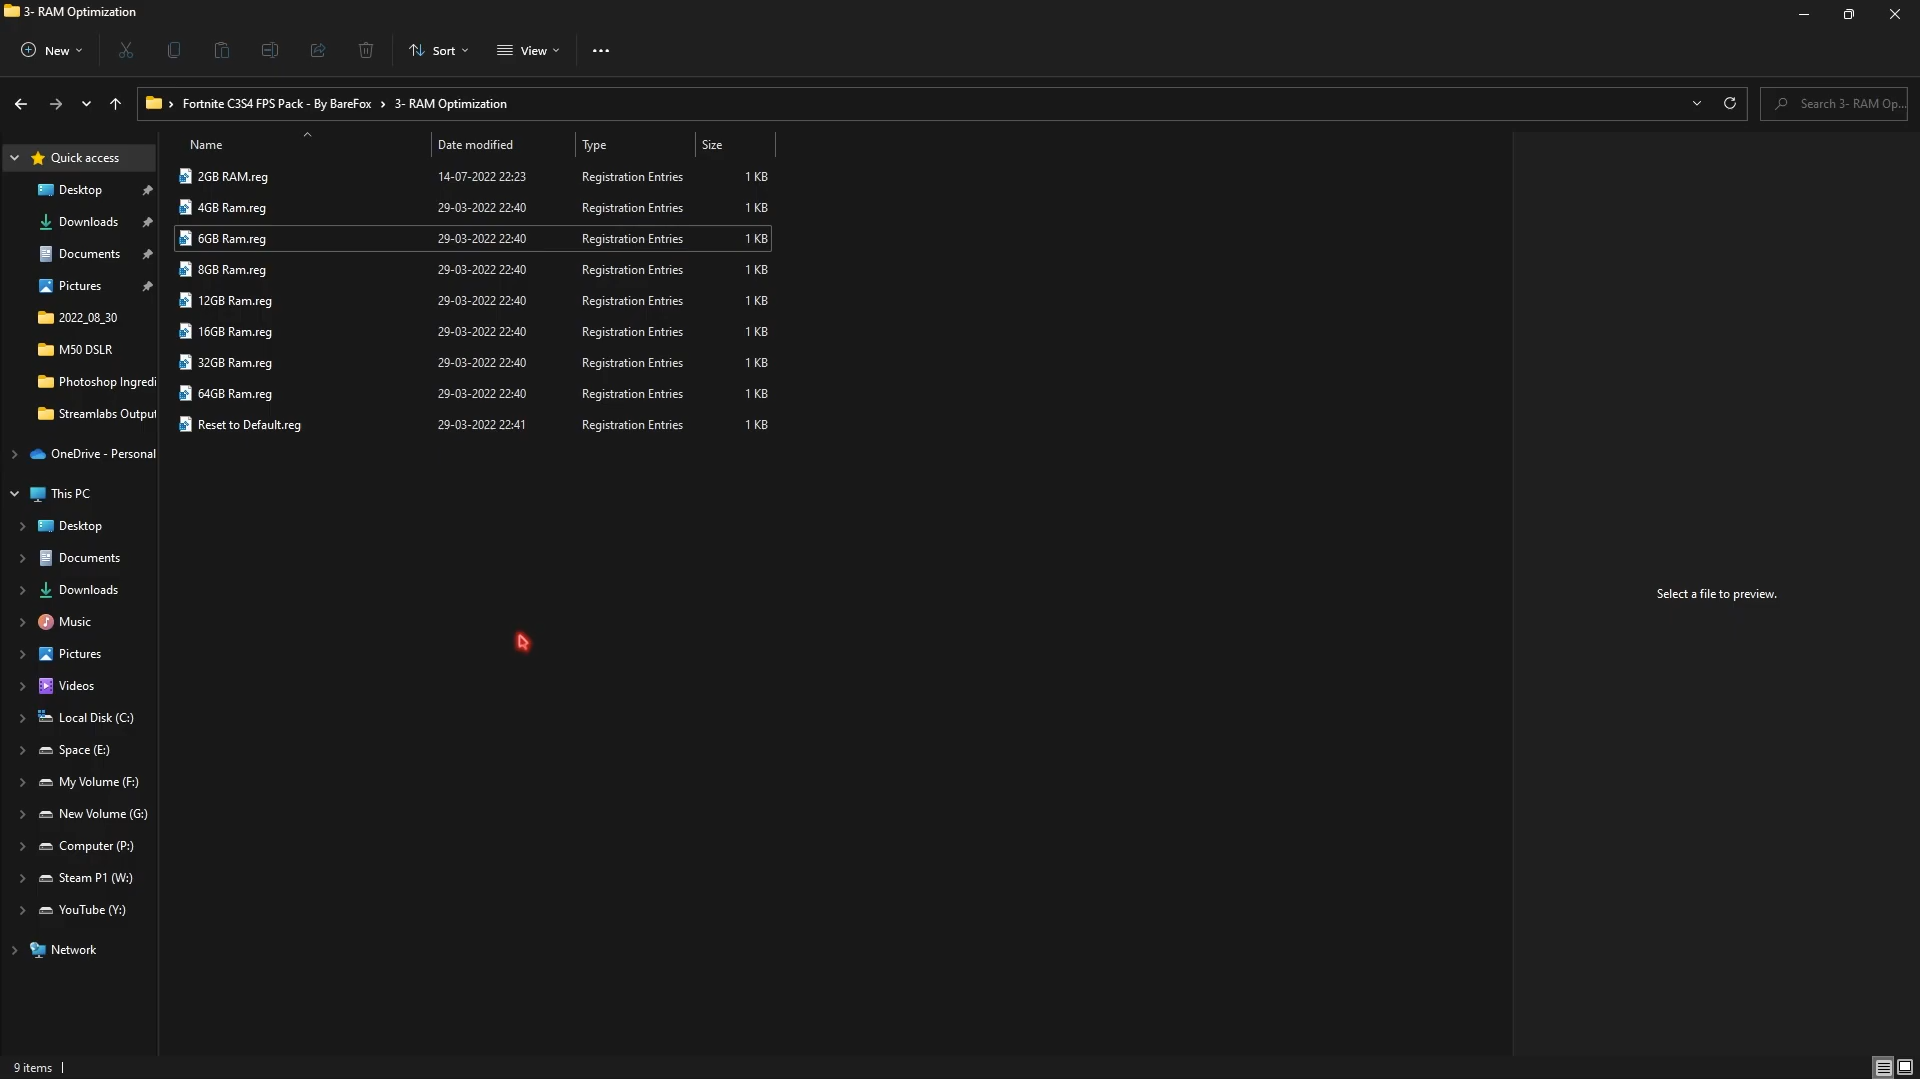 3- RAM Optimization
New
Sort
View
Fortnite C3S4 FPS Pack - By BareFox › 3- RAM Optimization
Search 3- RAM Op...
Name Date modified Type Size
2GB RAM.reg 14-07-2022 22:23 Registration Entries 1 KB
4GB Ram.reg 29-03-2022 22:40 Registration Entries 1 KB
6GB Ram.reg 29-03-2022 22:40 Registration Entries 1 KB
8GB Ram.reg 29-03-2022 22:40 Registration Entries 1 KB
12GB Ram.reg 29-03-2022 22:40 Registration Entries 1 KB
16GB Ram.reg 29-03-2022 22:40 Registration Entries 1 KB
32GB Ram.reg 29-03-2022 22:40 Registration Entries 1 KB
64GB Ram.reg 29-03-2022 22:40 Registration Entries 1 KB
Reset to Default.reg 29-03-2022 22:41 Registration Entries 1 KB
Quick access
Desktop
Downloads
Documents
Pictures
2022_08_30
M50 DSLR
Photoshop Ingredi
Streamlabs Output
OneDrive - Personal
This PC
Desktop
Documents
Downloads
Music
Pictures
Videos
Local Disk (C:)
Space (E:)
My Volume (F:)
New Volume (G:)
Computer (P:)
Steam P1 (W:)
YouTube (Y:)
Network
Select a file to preview.
9 items